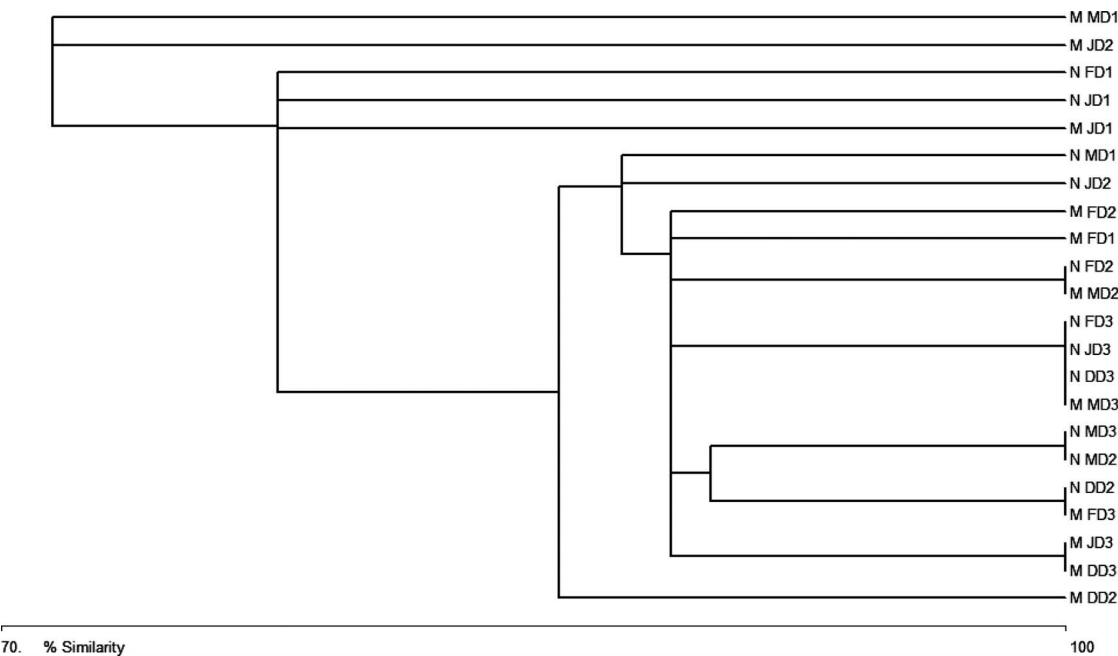 M MD1
M JD2
N FD1
N JD1
M JD1
N MD1
N JD2
M FD2
M FD1
N FD2
M MD2
N FD3
N JD3
N DD3
M MD3
N MD3
N MD2
N DD2
M FD3
M JD3
M DD3
M DD2
70. % Similarity 100